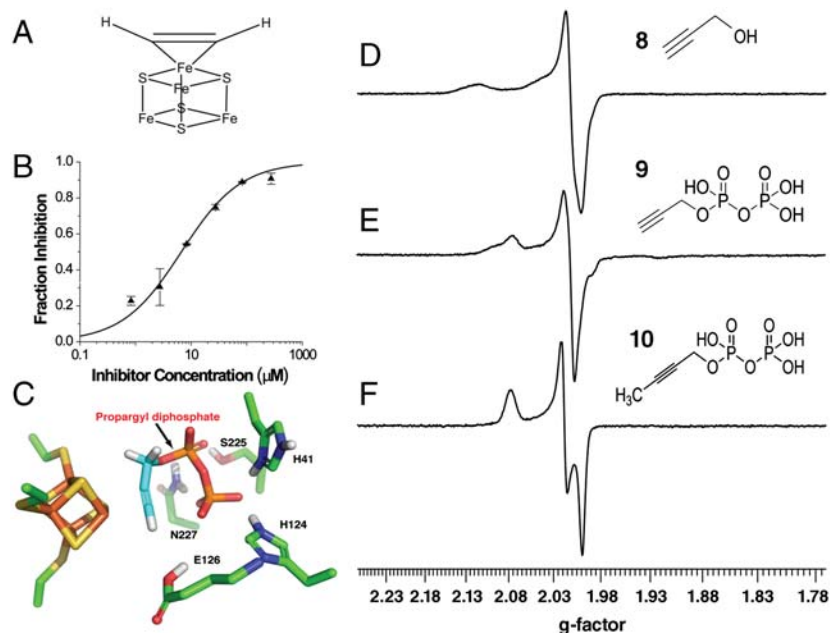 A
H
H
Fe
S
Fe
S
S
Fe
S
Fe
B
1.0
0.8
0.6
0.4
0.2
0.0
Fraction Inhibition
0.1
1
10
100
1000
Inhibitor Concentration (μM)
C
Propargyl diphosphate
S225
H41
N227
H124
E126
D
8
OH
E
9
HO O O OH
P P
O O OH
F
10
HO O O OH
P P
O O OH
H₃C
2.23 2.18 2.13 2.08 2.03 1.98 1.93 1.88 1.83 1.78
g-factor